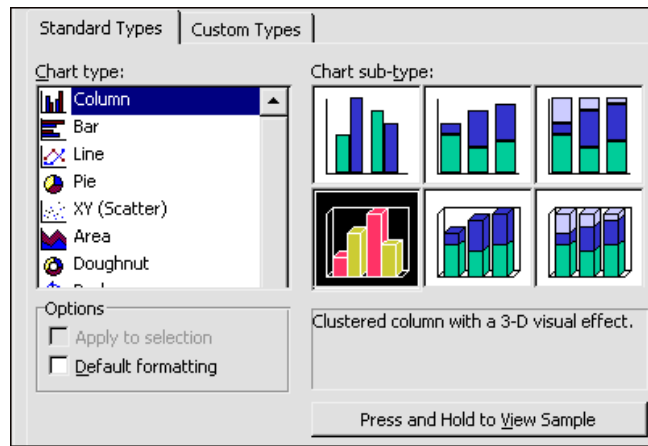 Standard Types
Custom Types
Chart type:
Chart sub-type:
Column
Bar
Line
Pie
XY (Scatter)
Area
Doughnut
Options
Apply to selection
Default formatting
Clustered column with a 3-D visual effect.
Press and Hold to View Sample